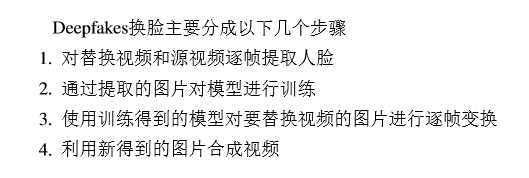 Deepfakes换脸主要分成以下几个步骤
1. 对替换视频和源视频逐帧提取人脸
2. 通过提取的图片对模型进行训练
3. 使用训练得到的模型对要替换视频的图片进行逐帧变换
4. 利用新得到的图片合成视频